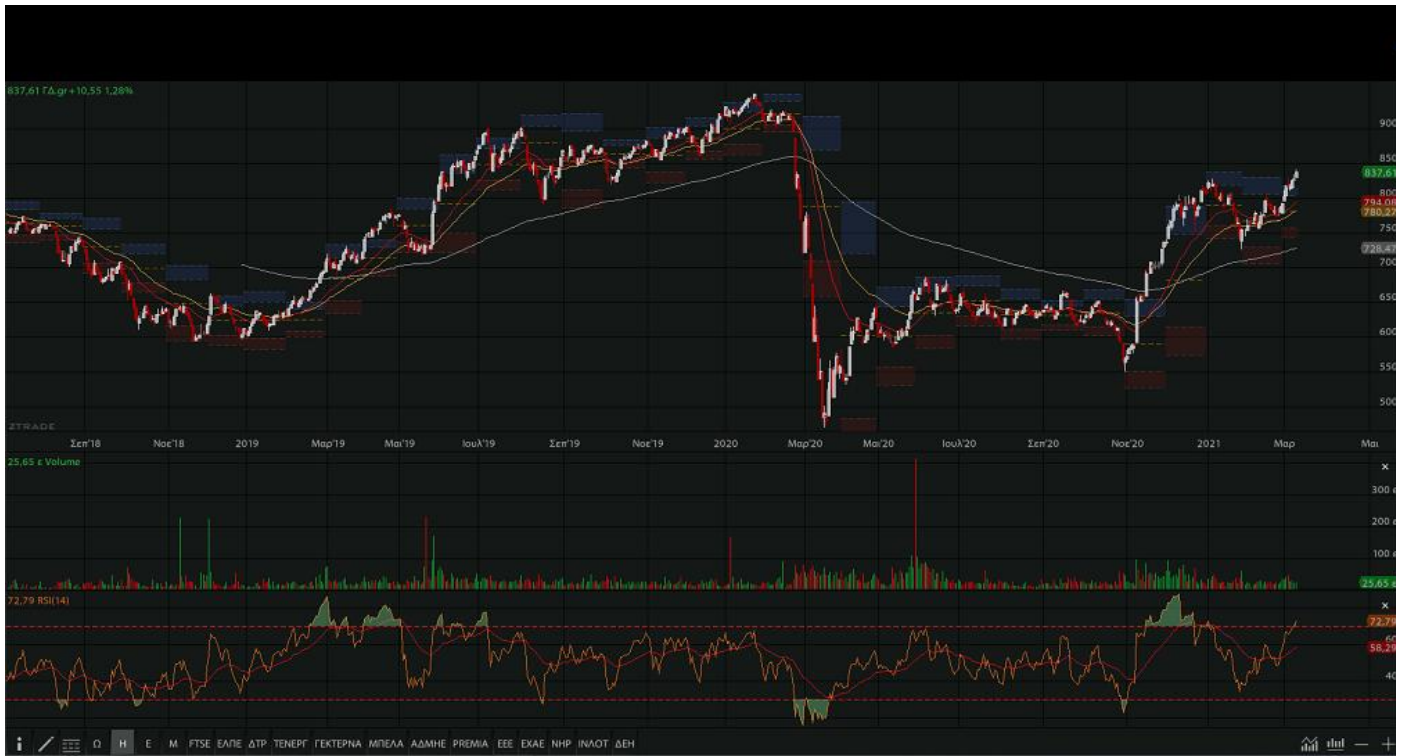 837,61 ΓΔ.gr +10,55 1,28%
900
850
837,61
800
794,08
780,27
750
728,47
700
650
600
550
500
ZTRADE
Σεπ'18 Νοε'18 2019 Μαρ'19 Μαϊ'19 Ιουλ'19 Σεπ'19 Νοε'19 2020 Μαρ'20 Μαϊ'20 Ιουλ'20 Σεπ'20 Νοε'20 2021 Μαρ Μαι
25,65 ε Volume
300 ε
200 ε
100 ε
25,65 ε
72,79 RSI(14)
72,79
60
58,29
40
Ω Η Ε Μ FTSE ΕΛΠΕ ΔΤΡ ΤΕΝΕΡΓ ΓΕΚΤΕΡΝΑ ΜΠΕΛΑ ΑΔΜΗΕ PREMIA ΕΕΕ ΕΧΑΕ ΝΗΡ ΙΝΛΟΤ ΔΕΗ